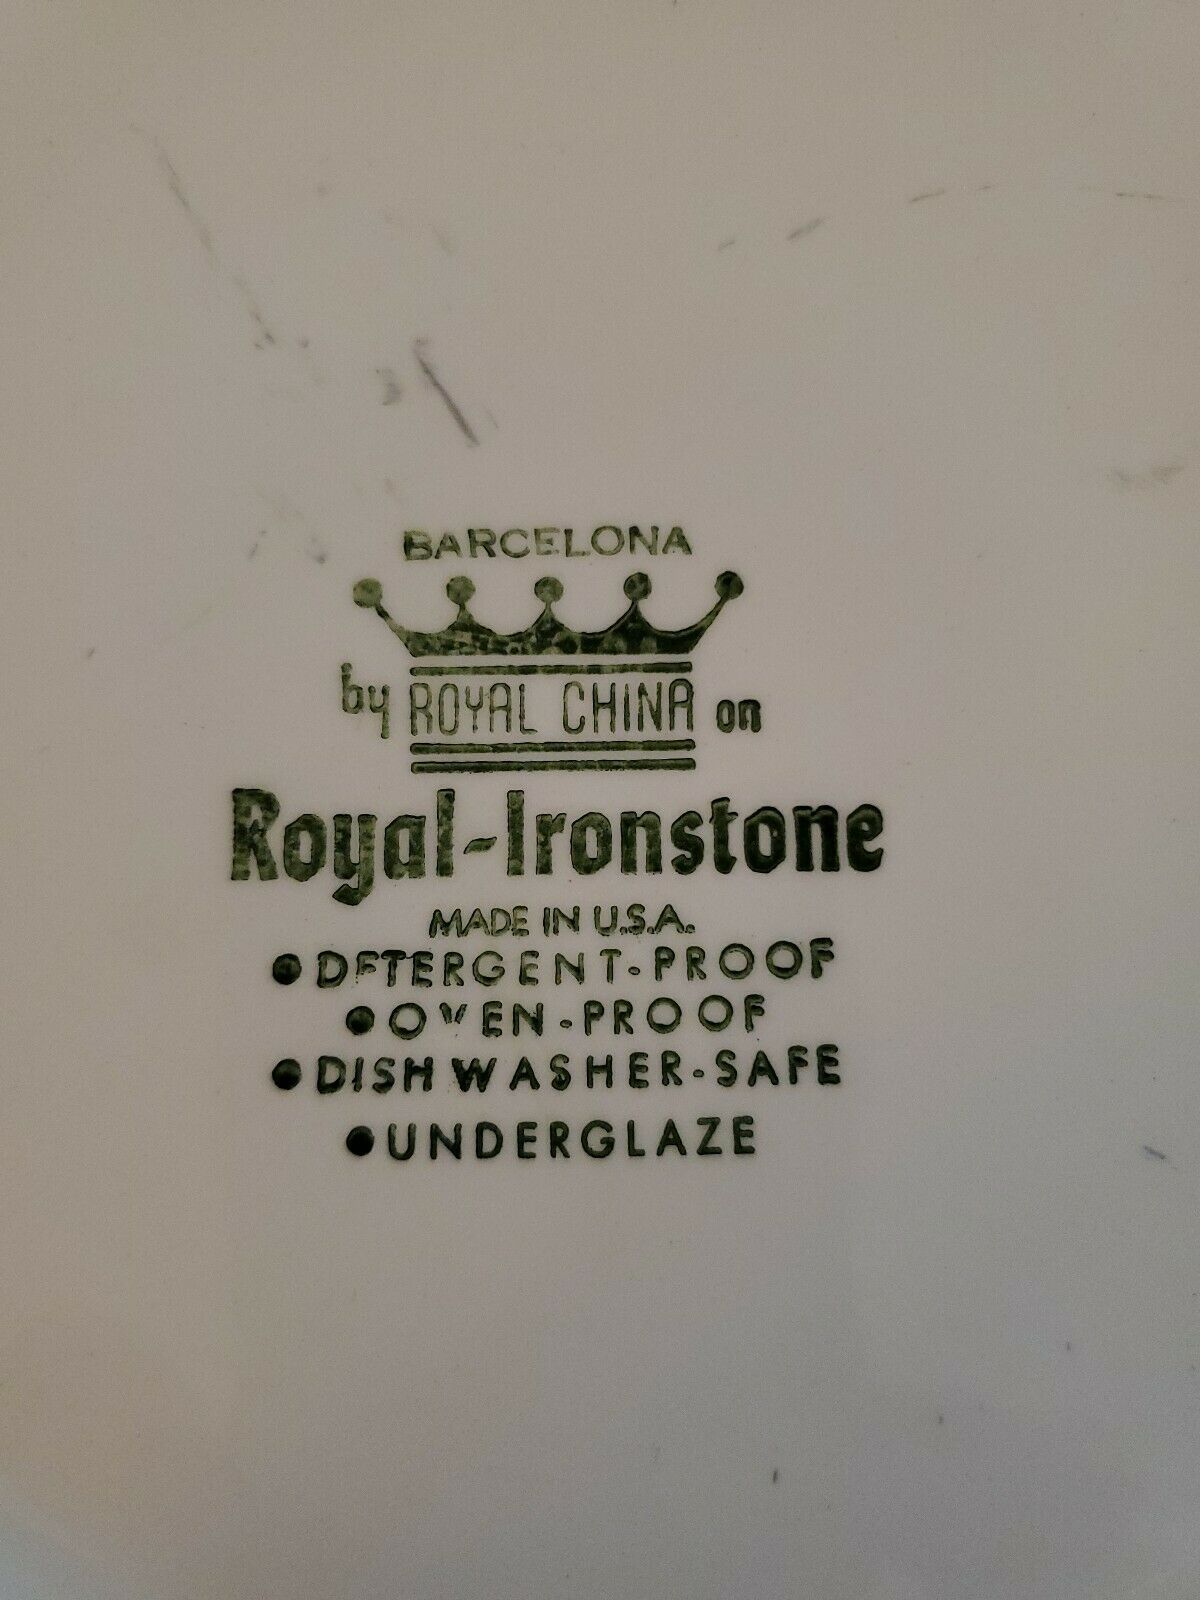 BARCELONA
by ROYAL CHINA on
Royal-Ironstone
MADE IN U.S.A.
• DETERGENT-PROOF
• OVEN-PROOF
• DISHWASHER-SAFE
• UNDERGLAZE